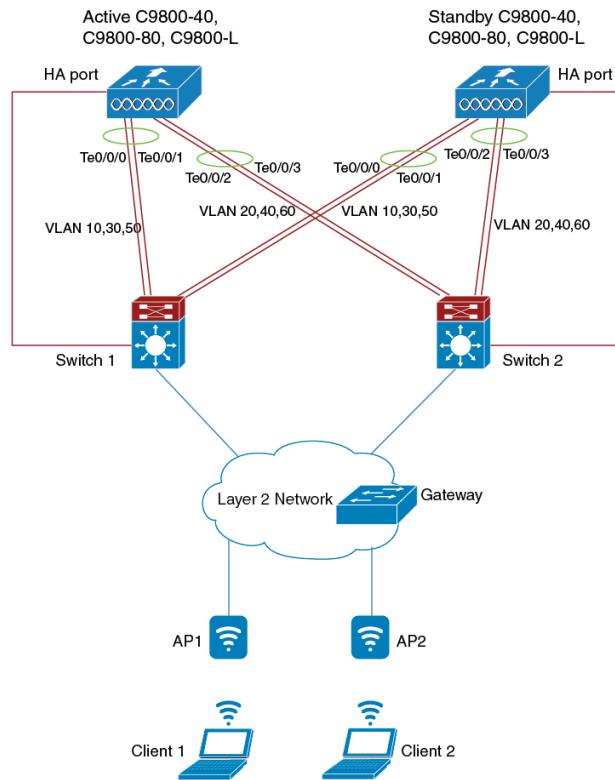 Active C9800-40,
C9800-80, C9800-L
Standby C9800-40,
C9800-80, C9800-L
HA port
HA port
Te0/0/0
Te0/0/1
Te0/0/2
Te0/0/3
Te0/0/0
Te0/0/1
Te0/0/2
Te0/0/3
VLAN 10,30,50
VLAN 20,40,60
VLAN 10,30,50
VLAN 20,40,60
Switch 1
Switch 2
Layer 2 Network
Gateway
AP1
AP2
Client 1
Client 2